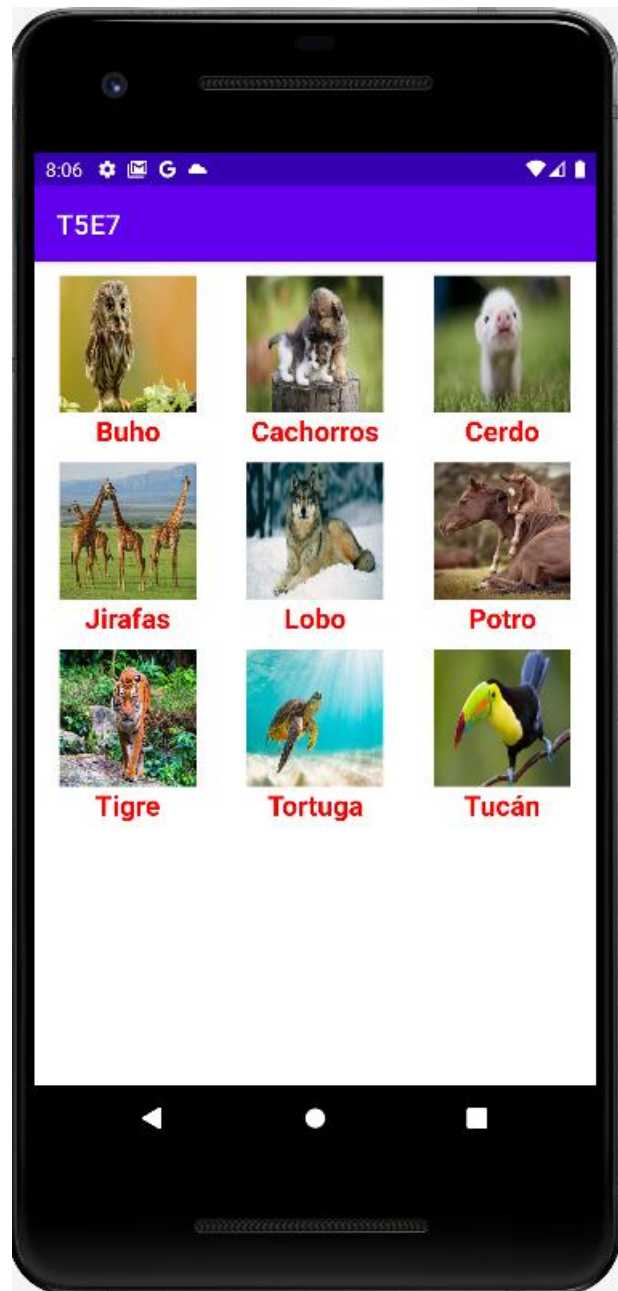 8:06 G
T5E7
Buho Cachorros Cerdo
Jirafas Lobo Potro
Tigre Tortuga Tucán